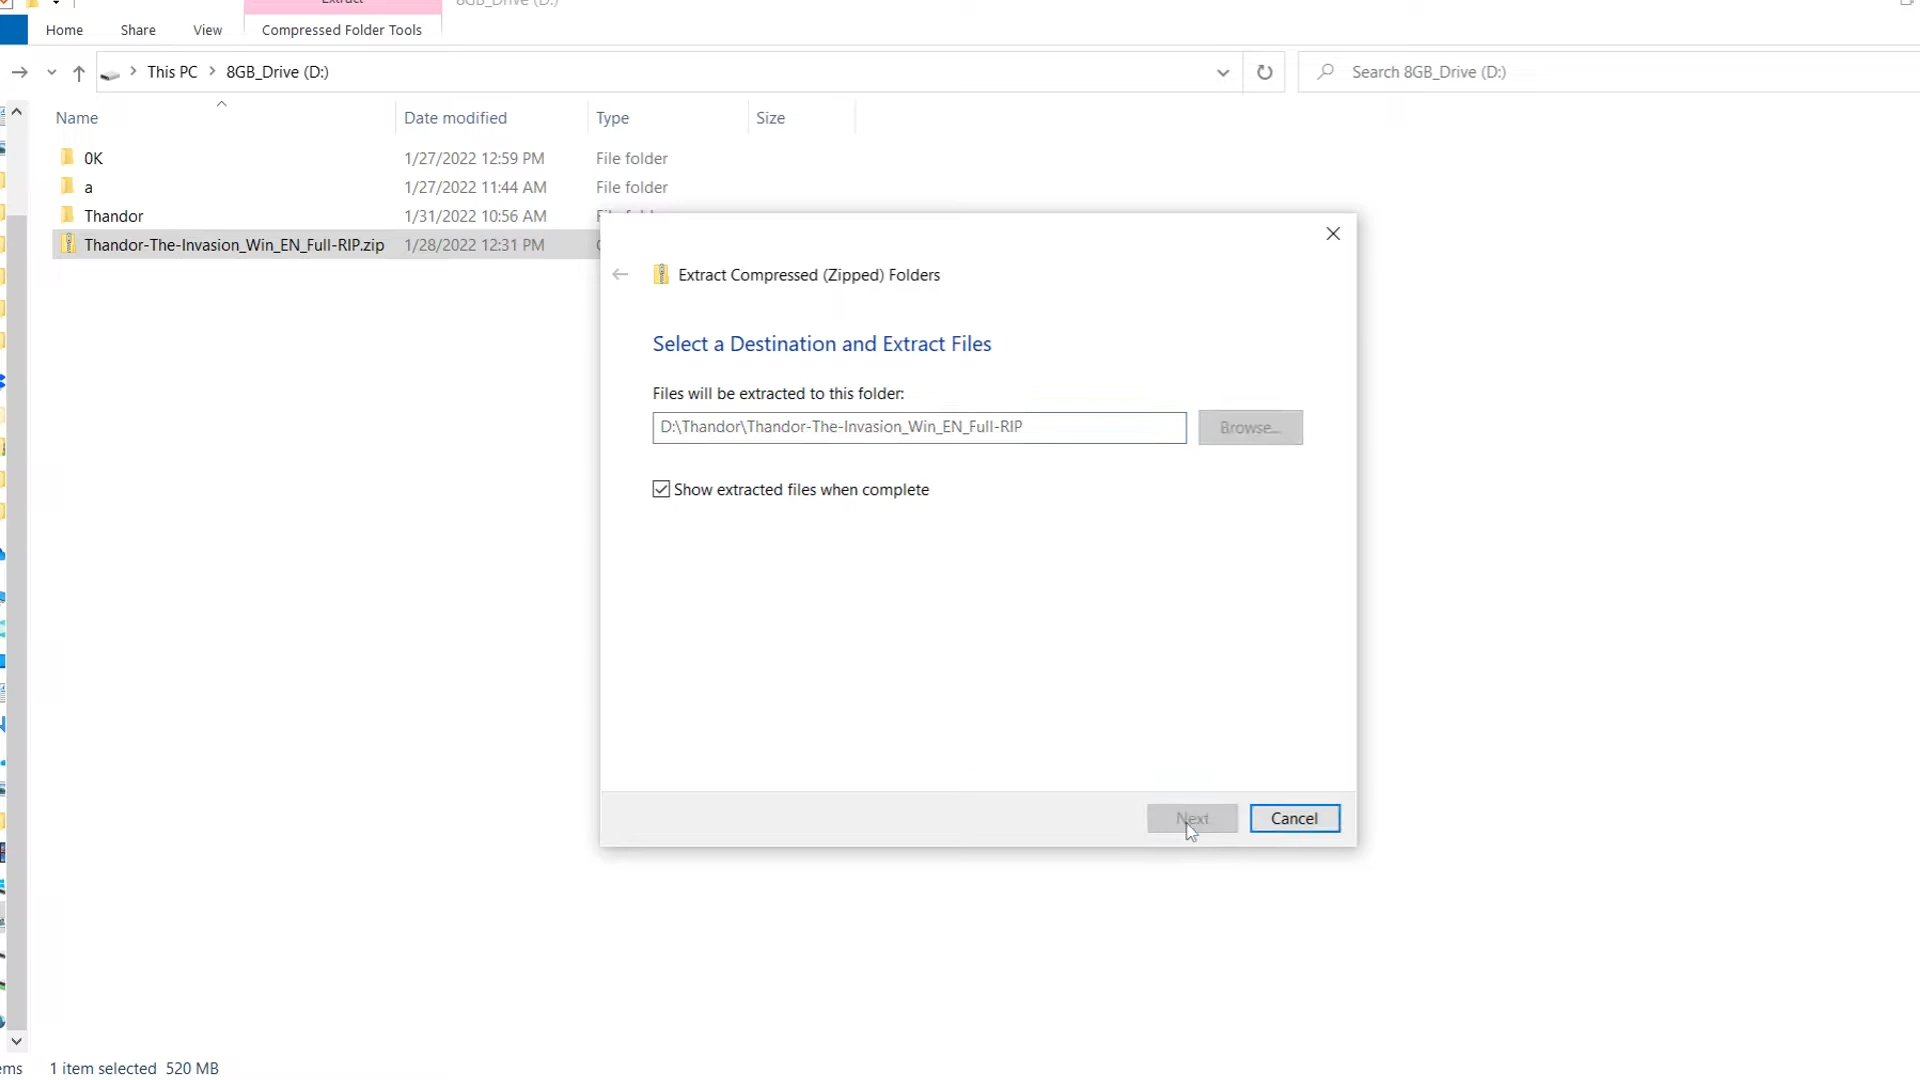 Extract
8GB_Drive (D:)
Home
Share
View
Compressed Folder Tools
This PC
8GB_Drive (D:)
Search 8GB_Drive (D:)
Name
Date modified
Type
Size
0K 1/27/2022 12:59 PM File folder
a 1/27/2022 11:44 AM File folder
Thandor 1/31/2022 10:56 AM File folder
Thandor-The-Invasion_Win_EN_Full-RIP.zip 1/28/2022 12:31 PM
Extract Compressed (Zipped) Folders
Select a Destination and Extract Files
Files will be extracted to this folder:
D:\Thandor\Thandor-The-Invasion_Win_EN_Full-RIP
Browse...
Show extracted files when complete
Next
Cancel
1 item selected 520 MB